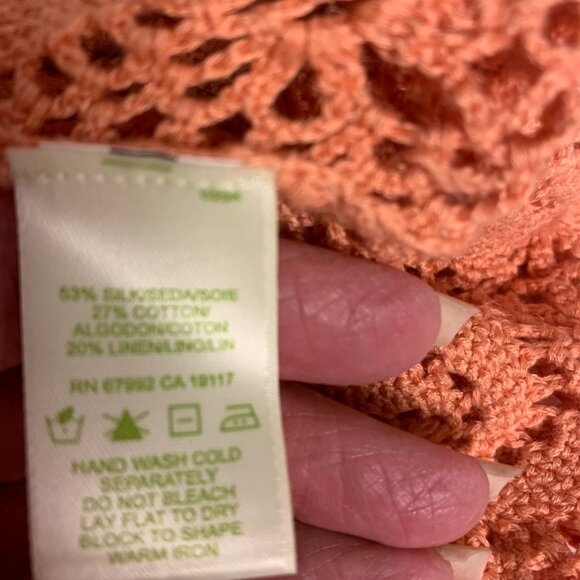 53% SILK/SEDA/SOIE
27% COTTON/
ALGODON/COTON
20% LINEN/LINO/LIN
RN 67992 CA 19117
HAND WASH COLD
SEPARATELY
DO NOT BLEACH
LAY FLAT TO DRY
BLOCK TO SHAPE
WARM IRON